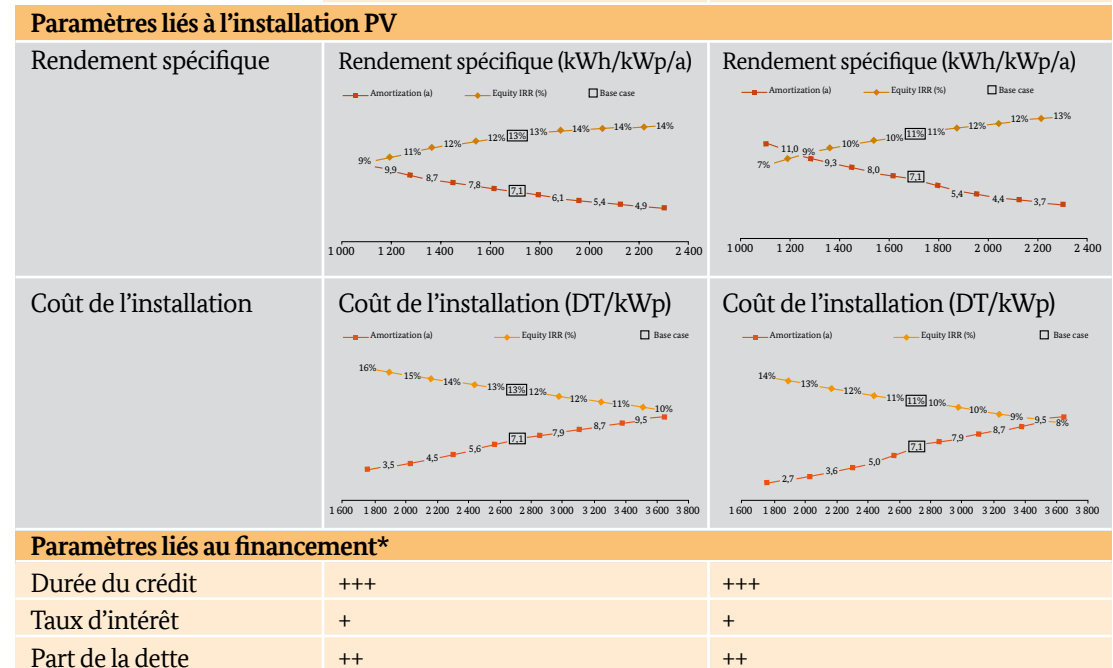 Paramètres liés à l’installation PV
Rendement spécifique
Rendement spécifique (kWh/kWp/a)
Amortization (a) Equity IRR (%) Base case
9% 11% 12% 12% 13% 13% 14% 14% 14%
9,9 8,7 7,8 7,1 6,1 5,4 4,9
1 000 1 200 1 400 1 600 1 800 2 000 2 200 2 400
Rendement spécifique (kWh/kWp/a)
Amortization (a) Equity IRR (%) Base case
7% 9% 10% 10% 11% 11% 12% 12% 13%
11,0 9,3 8,0 7,1 5,4 4,4 3,7
1 000 1 200 1 400 1 600 1 800 2 000 2 200 2 400
Coût de l’installation
Coût de l’installation (DT/kWp)
Amortization (a) Equity IRR (%) Base case
16% 15% 14% 13% 13% 12% 12% 11% 10%
3,5 4,5 5,6 7,1 7,9 8,7 9,5
1 600 1 800 2 000 2 200 2 400 2 600 2 800 3 000 3 200 3 400 3 600 3 800
Coût de l’installation (DT/kWp)
Amortization (a) Equity IRR (%) Base case
14% 13% 12% 11% 11% 10% 10% 9% 8%
2,7 3,6 5,0 7,1 7,9 8,7 9,5
1 600 1 800 2 000 2 200 2 400 2 600 2 800 3 000 3 200 3 400 3 600 3 800
Paramètres liés au financement*
Durée du crédit +++ +++
Taux d’intérêt + +
Part de la dette ++ ++